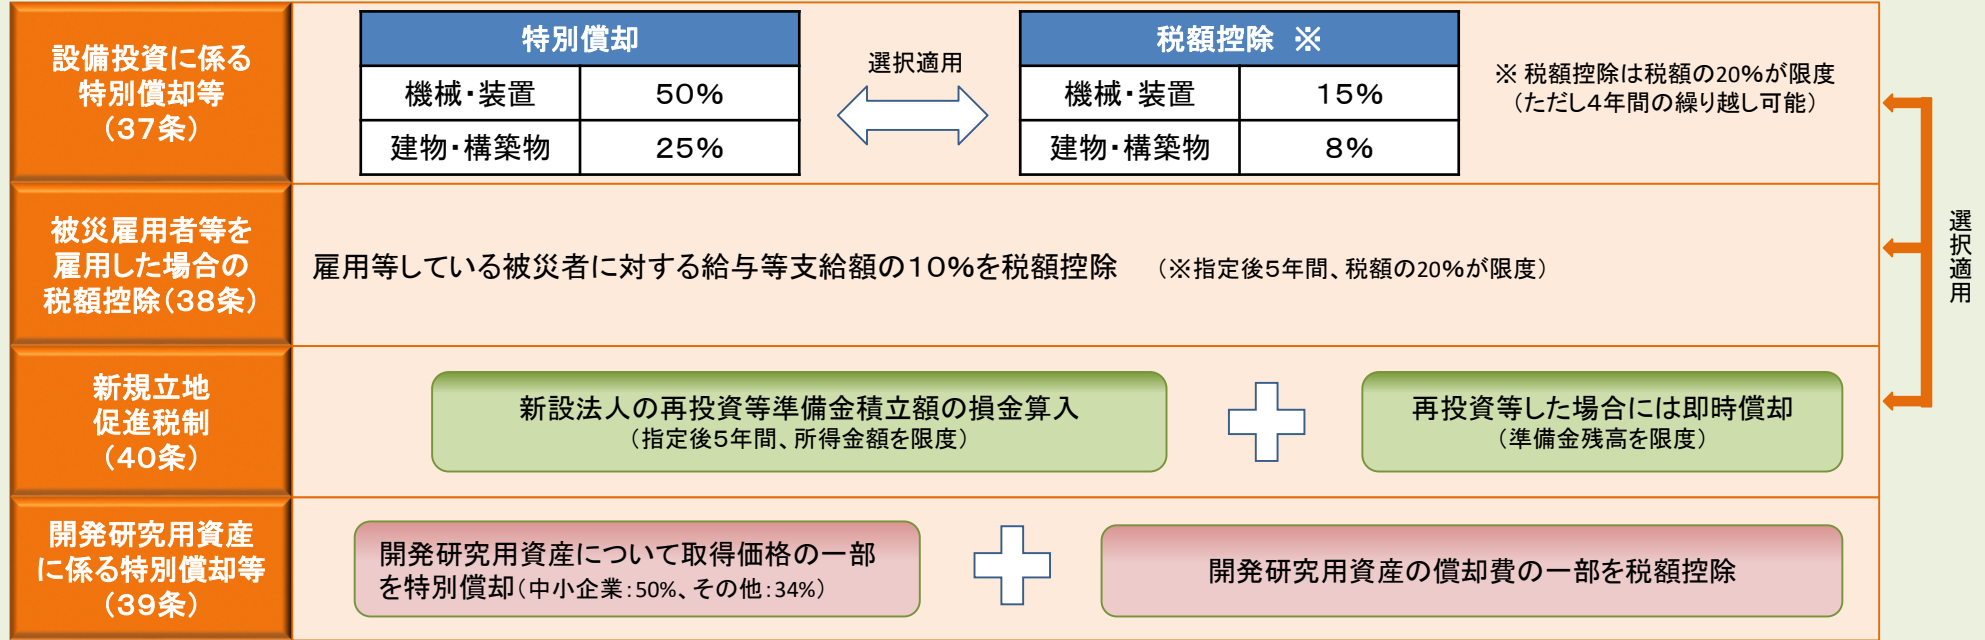 設備投資に係る
特別償却等
（37条）
特別償却
機械・装置 50%
建物・構築物 25%
選択適用
税額控除 ※
機械・装置 15%
建物・構築物 8%
※ 税額控除は税額の20%が限度
（ただし4年間の繰り越し可能）
被災雇用者等を
雇用した場合の
税額控除（38条）
雇用等している被災者に対する給与等支給額の10%を税額控除 （※指定後5年間、税額の20%が限度）
選択適用
新規立地
促進税制
（40条）
新設法人の再投資等準備金積立額の損金算入
（指定後5年間、所得金額を限度）
再投資等した場合には即時償却
（準備金残高を限度）
開発研究用資産
に係る特別償却等
（39条）
開発研究用資産について取得価格の一部
を特別償却（中小企業：50%、その他：34%）
開発研究用資産の償却費の一部を税額控除